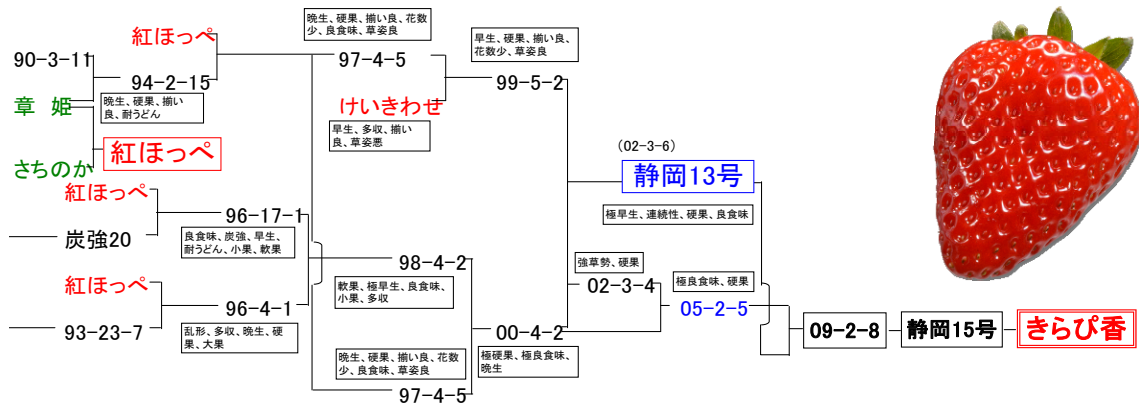 晩生、硬果、揃い良、花数
少、良食味、草姿良
早生、硬果、揃い良、
花数少、草姿良
紅ほっぺ
90-3-11
94-2-15
97-4-5
99-5-2
章 姫
晩生、硬果、揃い
良、耐うどん
けいきわせ
早生、多収、揃い
良、草姿悪
紅ほっぺ
さちのか
(02-3-6)
静岡13号
極早生、連続性、硬果、良食味
紅ほっぺ
96-17-1
炭強20
良食味、炭強、早生、
耐うどん、小果、軟果
98-4-2
軟果、極早生、良食味、
小果、多収
強草勢、硬果
02-3-4
極良食味、硬果
05-2-5
紅ほっぺ
96-4-1
93-23-7
乱形、多収、晩生、硬
果、大果
00-4-2
極硬果、極良食味、
晩生
09-2-8
静岡15号
きらぴ香
晩生、硬果、揃い良、花数
少、良食味、草姿良
97-4-5